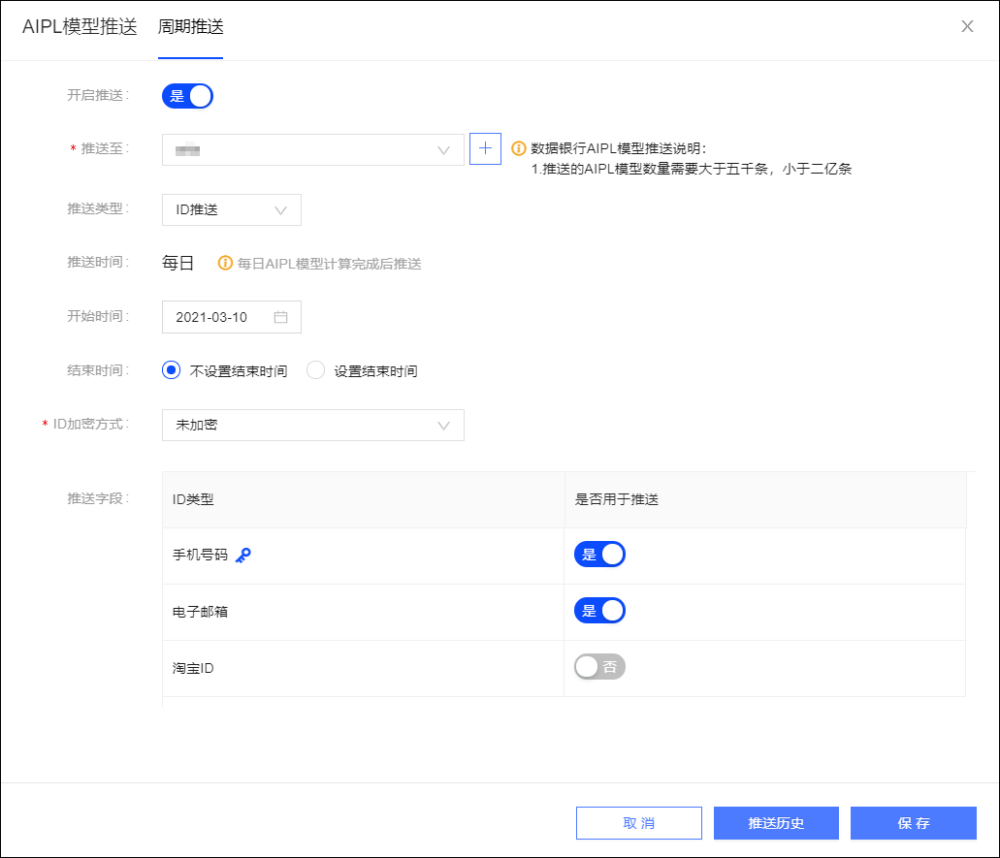 AIPL模型推送 周期推送
开启推送: 是
* 推送至: 数据银行AIPL模型推送说明:
1.推送的AIPL模型数量需要大于五千条，小于二亿条
推送类型: ID推送
推送时间: 每日 每日AIPL模型计算完成后推送
开始时间: 2021-03-10
结束时间: 不设置结束时间 设置结束时间
* ID加密方式: 未加密
推送字段: ID类型 是否用于推送
手机号码 是
电子邮箱 是
淘宝ID 否
取 消 推送历史 保 存